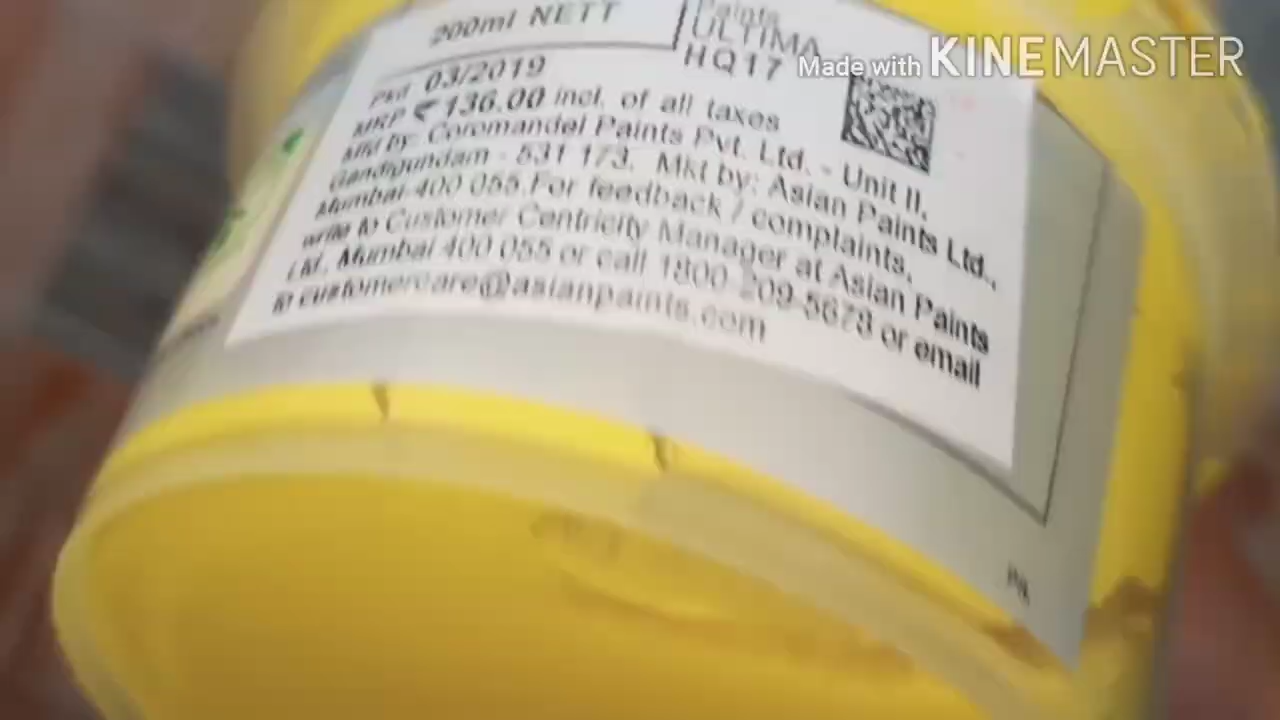 200ml NETT
Paints
ULTIMA
HQ17
Pkd 03/2019
MRP ₹ 136.00 incl. of all taxes
Mfd by: Coromandel Paints Pvt. Ltd. - Unit II,
Gandigundam - 531 173. Mkt by: Asian Paints Ltd.,
Mumbai-400 055.For feedback / complaints,
write to Customer Centricity Manager at Asian Paints
Ltd., Mumbai 400 055 or call 1800 209-5678 or email
to customercare@asianpaints.com
Made with KINEMASTER